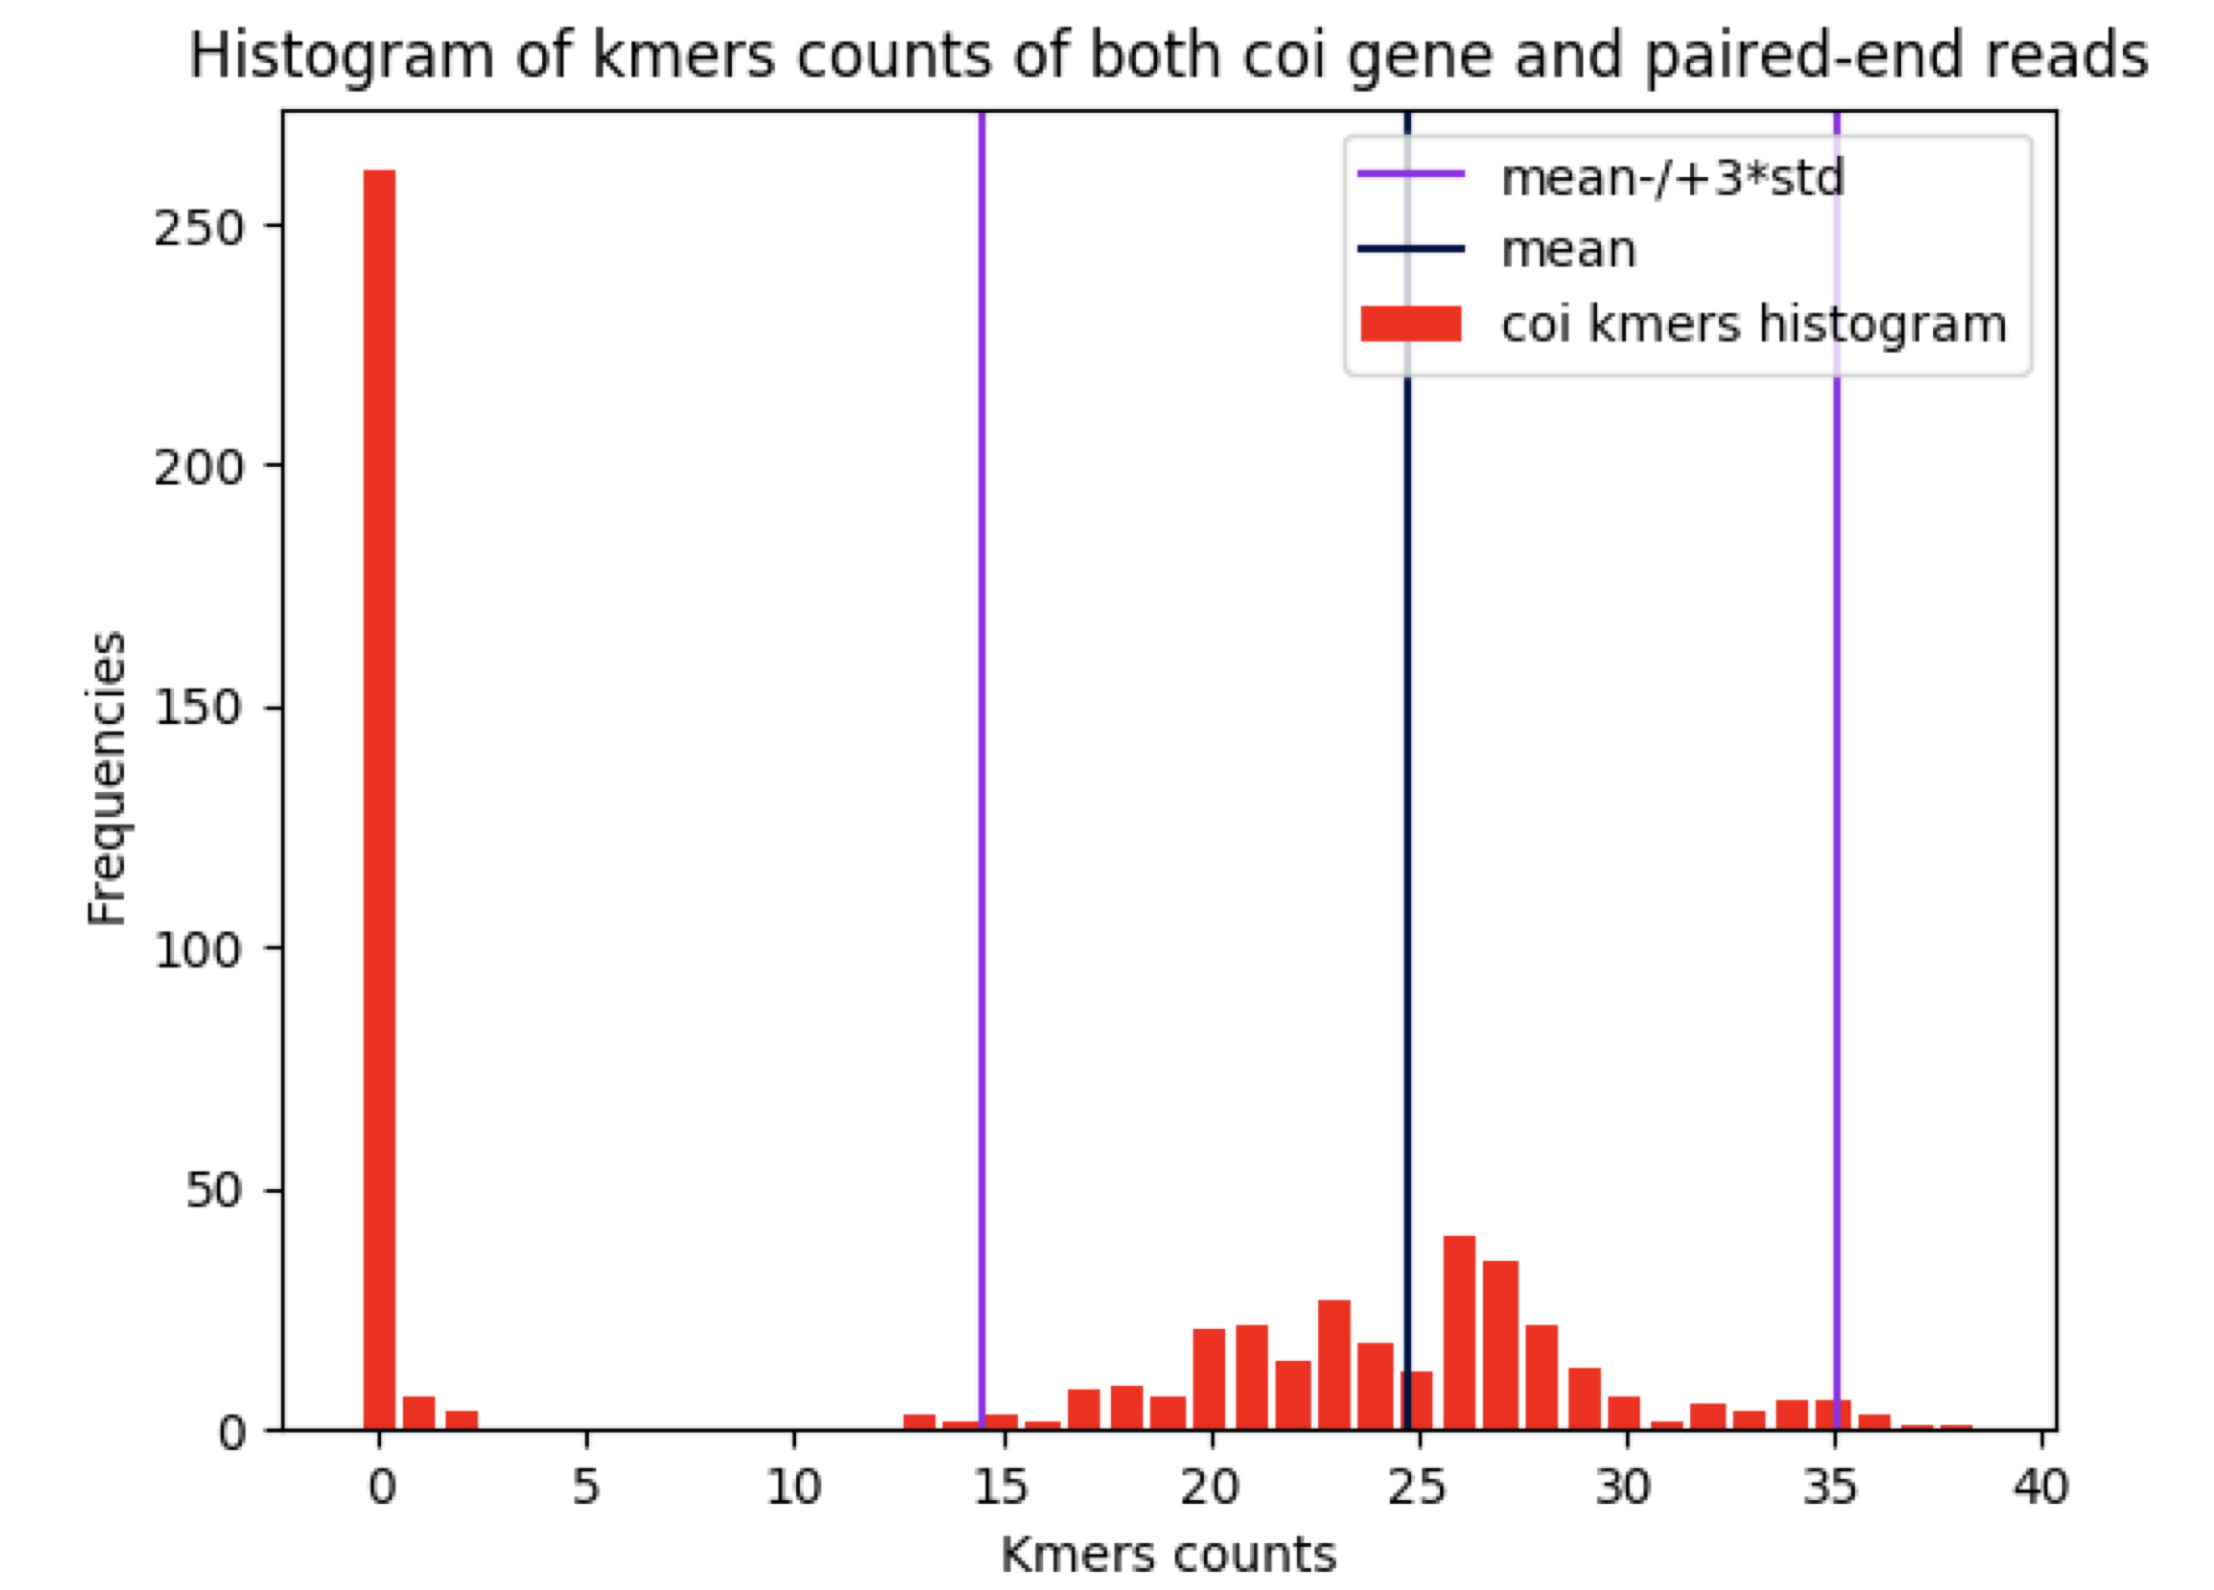 Histogram of kmers counts of both coi gene and paired-end reads
mean-/+3*std
mean
coi kmers histogram
250
200
150
100
50
0
Frequencies
0 5 10 15 20 25 30 35 40
Kmers counts